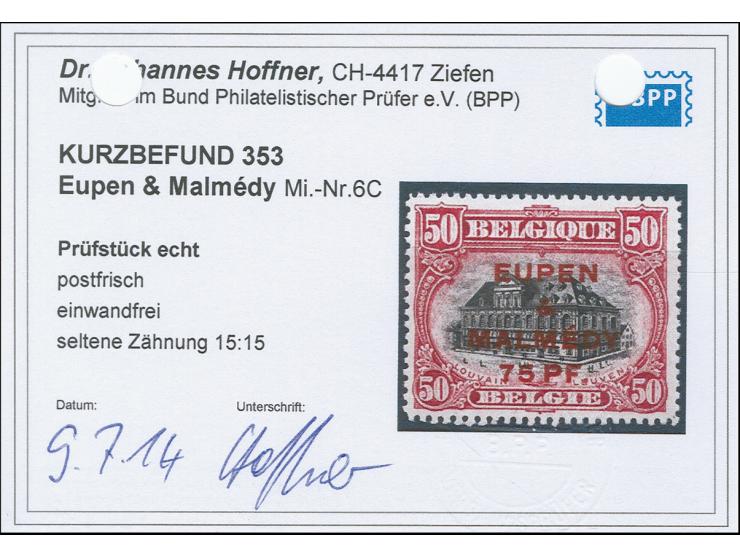 Dr. hannes Hoffner, CH-4417 Ziefen
Mitg im Bund Philatelistischer Prüfer e.V. (BPP)
BPP
KURZBEFUND 353
Eupen & Malmédy Mi.-Nr.6C
Prüfstück echt
postfrisch
einwandfrei
seltene Zähnung 15:15
Datum:
Unterschrift:
9.7.14 Hoffner
50 BELGIQUE 50
EUPEN
&
MALMÉDY
75 PF
50 BELGIE 50